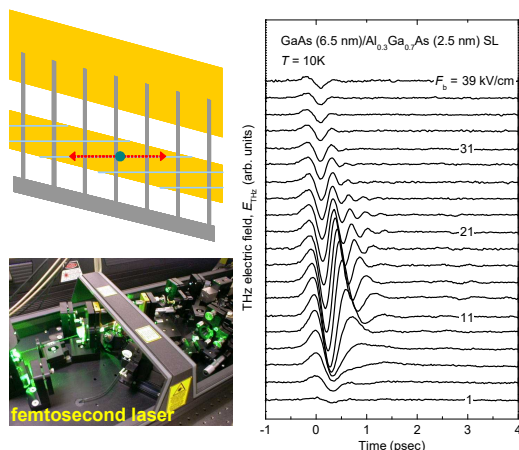 GaAs (6.5 nm)/Al0.3Ga0.7As (2.5 nm) SL
T = 10K
Fb = 39 kV/cm
31
21
11
1
THz electric field, ETHz (arb. units)
-1 0 1 2 3 4
Time (psec)
femtosecond laser